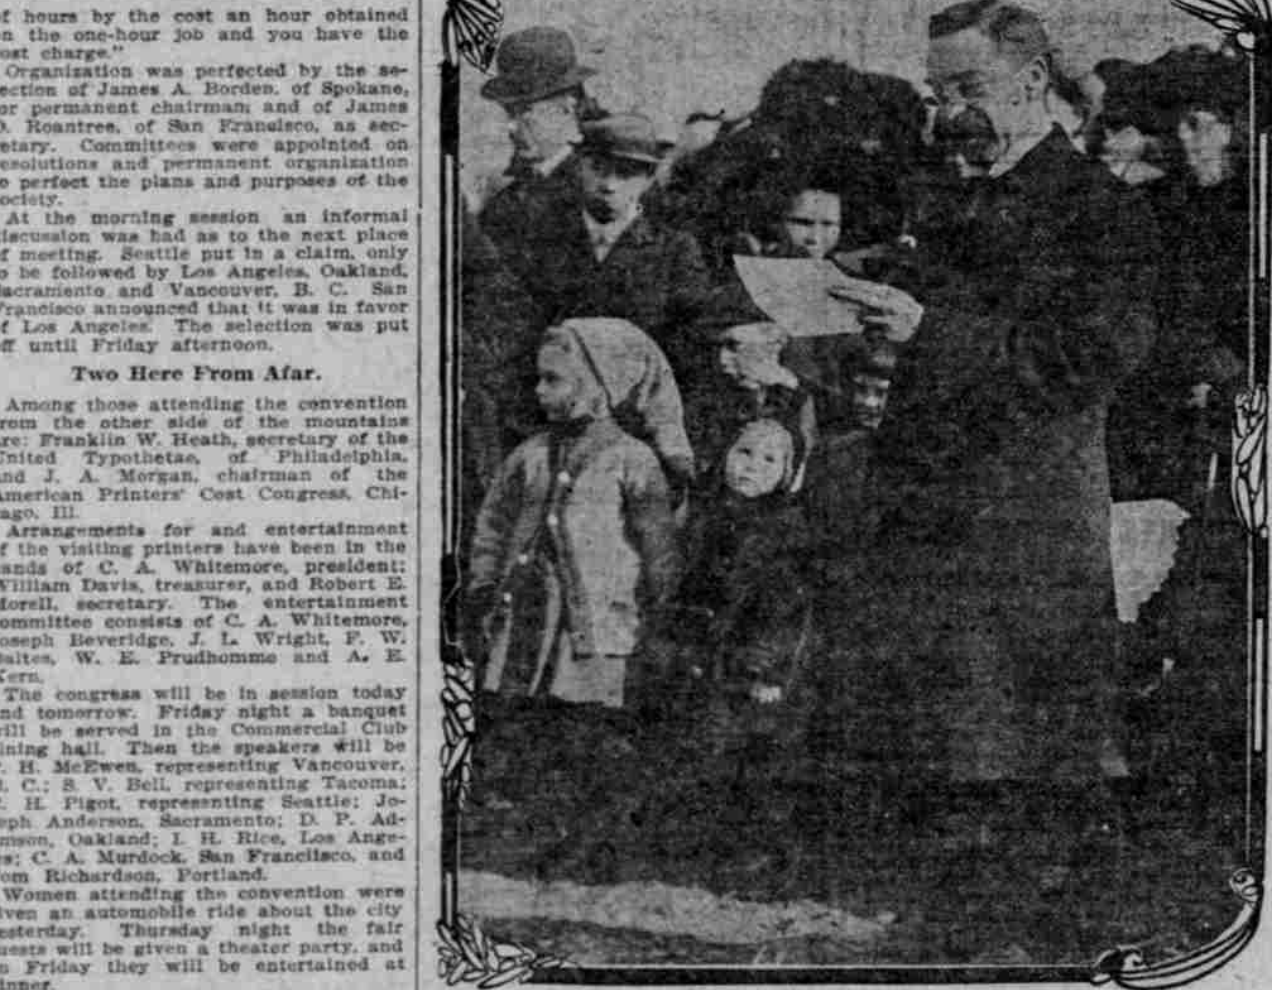 f hours by the cost an hour obtained
n the one-hour job and you have the
ost charge."
Organization was perfected by the se-
ection of James A. Borden, of Spokane,
or permanent chairman; and of James
D. Roantree, of San Francisco, as sec-
etary. Committees were appointed on
esolutions and permanent organization
o perfect the plans and purposes of the
ociety.
At the morning session an informal
iscussion was had as to the next place
f meeting. Seattle put in a claim, only
o be followed by Los Angeles, Oakland,
acramento and Vancouver, B. C. San
rancisco announced that it was in favor
f Los Angeles. The selection was put
ff until Friday afternoon.
Two Here From Afar.
Among those attending the convention
rom the other side of the mountains
re: Franklin W. Heath, secretary of the
nited Typothetae, of Philadelphia,
nd J. A. Morgan, chairman of the
American Printers' Cost Congress, Chi-
ago, Ill.
Arrangements for and entertainment
f the visiting printers have been in the
ands of C. A. Whitemore, president;
William Davis, treasurer, and Robert E.
orell, secretary. The entertainment
ommittee consists of C. A. Whitemore,
oseph Beveridge, J. L. Wright, F. W.
altes, W. E. Prudhomme and A. E.
Kern.
The congress will be in session today
nd tomorrow. Friday night a banquet
ill be served in the Commercial Club
ining hall. Then the speakers will be
. H. McEwen, representing Vancouver,
. C.; S. V. Bell, representing Tacoma;
. H. Pigot, representing Seattle; Jo-
eph Anderson, Sacramento; D. P. Ad-
mson, Oakland; I. H. Rice, Los Ange-
es; C. A. Murdock, San Franciisco, and
om Richardson, Portland.
Women attending the convention were
iven an automobile ride about the city
esterday. Thursday night the fair
uests will be given a theater party, and
n Friday they will be entertained at
inner.